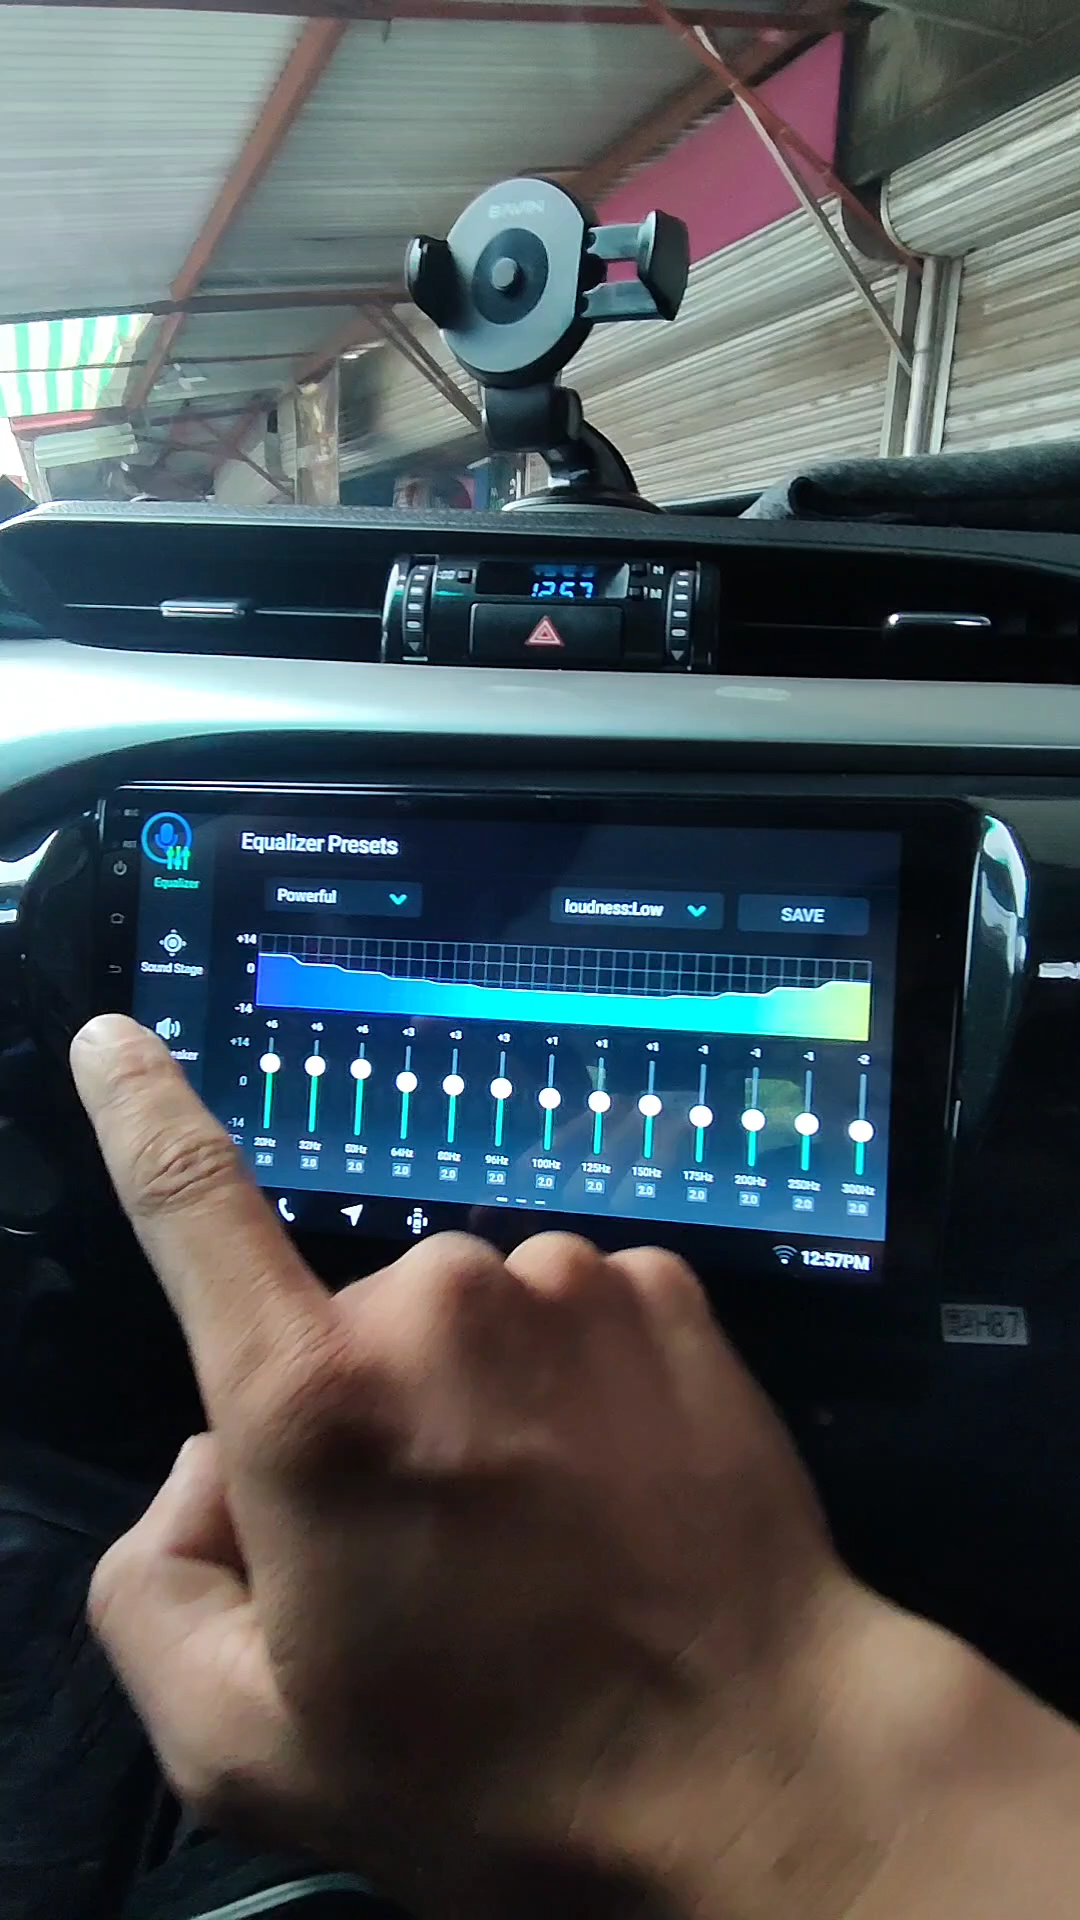 BAVIN
12:57
Equalizer Presets
Equalizer
Powerful
loudness:Low
SAVE
Sound Stage
+14
0
-14
+6 +6 +6 +3 +3 +3 +1 +1 +1 -1 -1 -1 -2
+14
0
-14
20Hz 32Hz 50Hz 64Hz 80Hz 96Hz 100Hz 125Hz 150Hz 175Hz 200Hz 250Hz 300Hz
2.0 2.0 2.0 2.0 2.0 2.0 2.0 2.0 2.0 2.0 2.0 2.0 2.0
12:57PM
H87